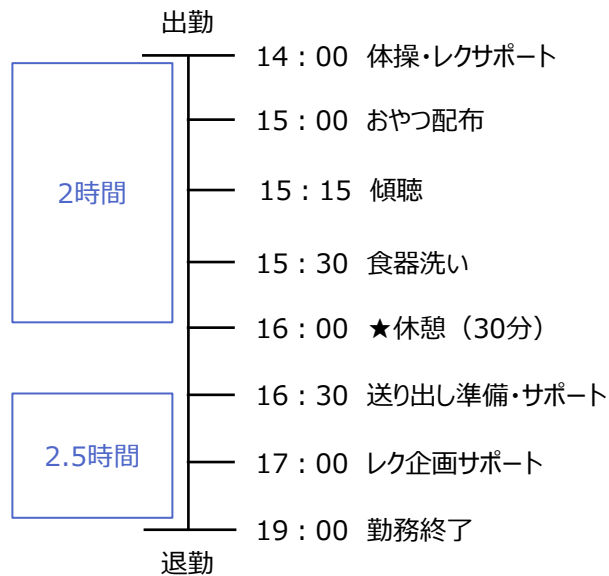 出勤
14：00 体操・レクサポート
15：00 おやつ配布
2時間
15：15 傾聴
15：30 食器洗い
16：00 ★休憩（30分）
16：30 送り出し準備・サポート
2.5時間
17：00 レク企画サポート
19：00 勤務終了
退勤